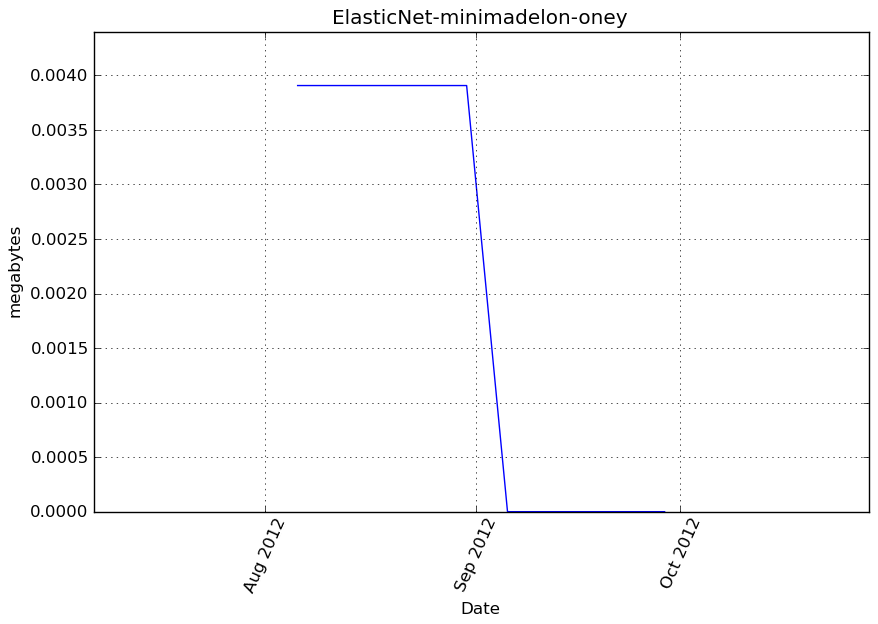 ElasticNet-minimadelon-oney
0.0040
0.0035
0.0030
0.0025
0.0020
0.0015
0.0010
0.0005
0.0000
megabytes
Aug 2012
Sep 2012
Oct 2012
Date